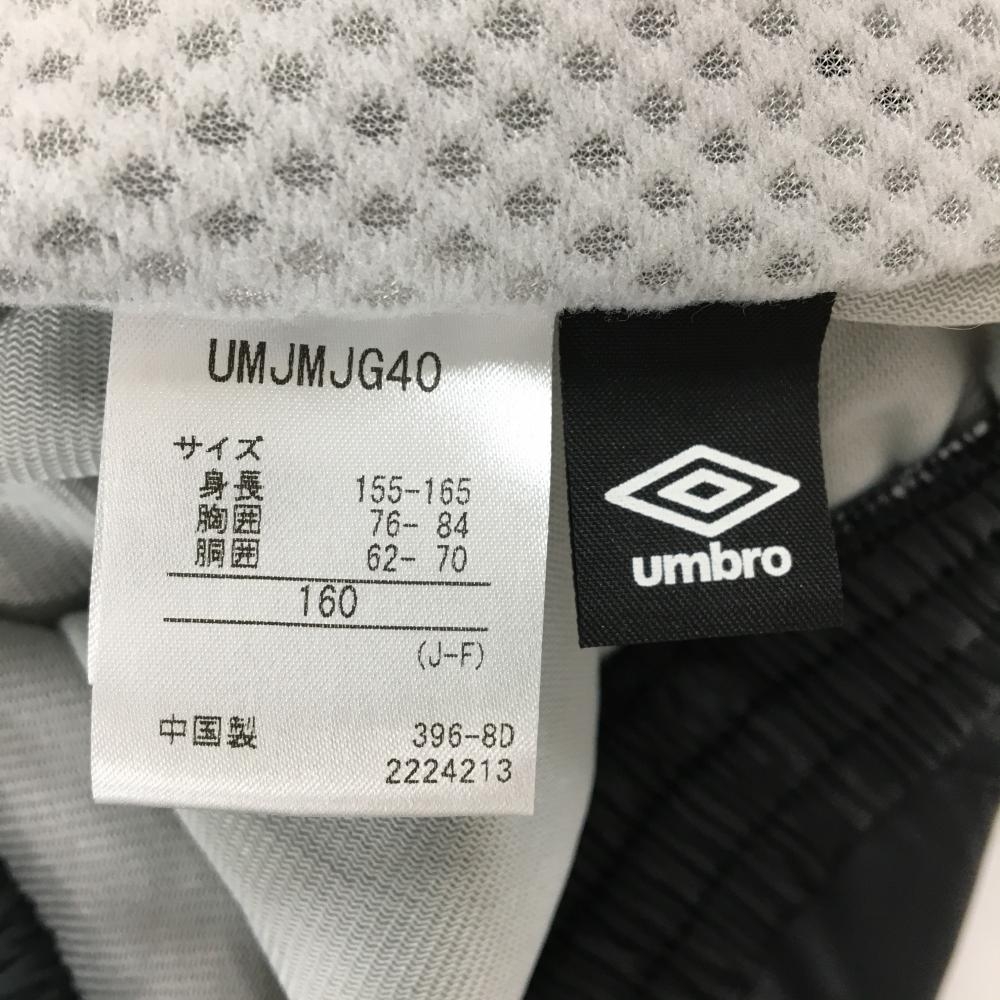 UMJMJG40
サイズ
身長 155-165
胸囲 76- 84
胴囲 62- 70
160
(J-F)
中国製 396-8D
2224213
umbro